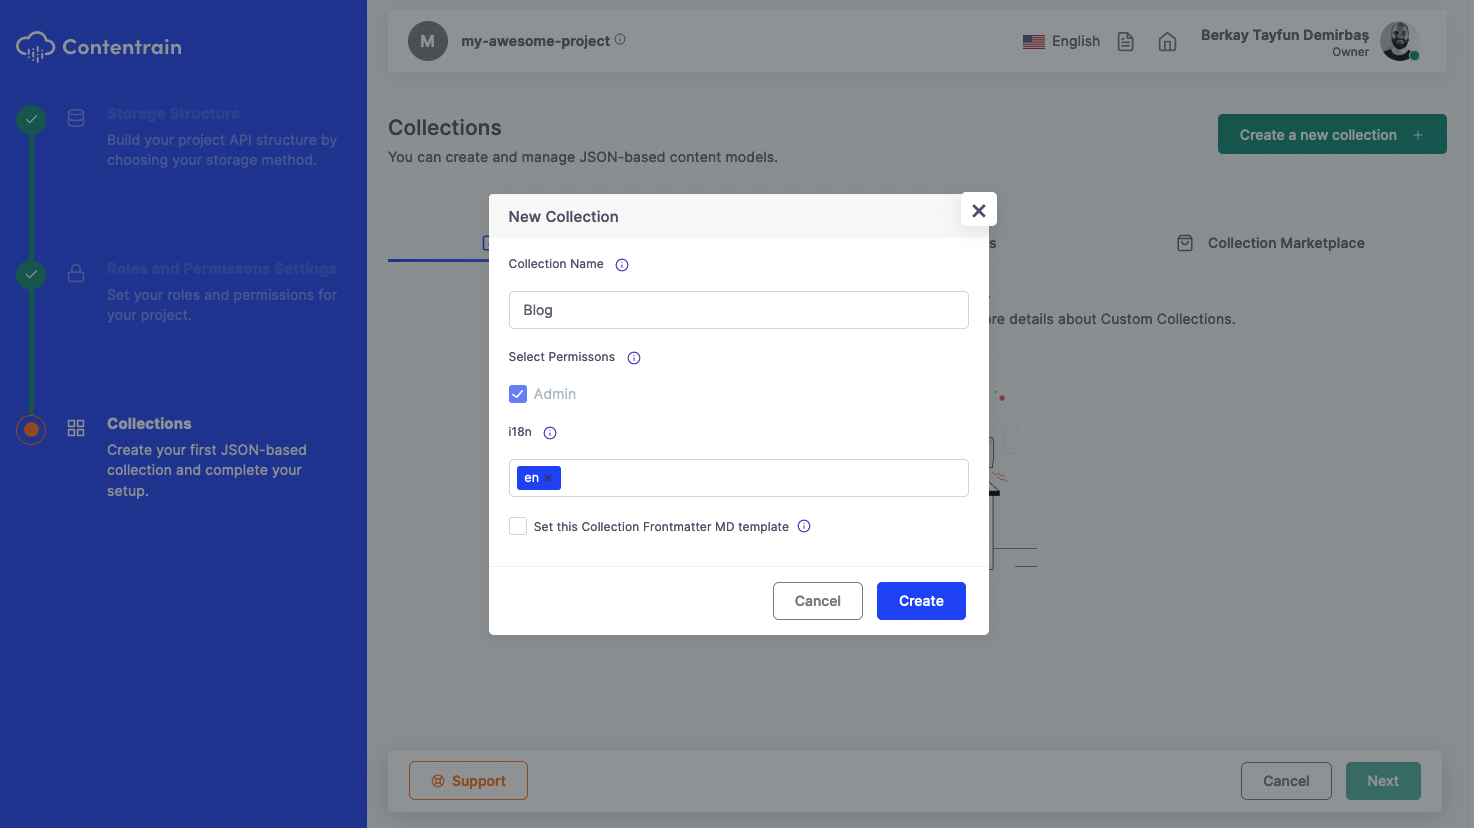 Contentrain
Storage Structure
Build your project API structure by
choosing your storage method.
Roles and Permissons Settings
Set your roles and permissions for
your project.
Collections
Create your first JSON-based
collection and complete your
setup.
M
my-awesome-project
English
Berkay Tayfun Demirbaş
Owner
Collections
You can create and manage JSON-based content models.
Create a new collection +
Collection Marketplace
details about Custom Collections.
New Collection
Collection Name
Blog
Select Permissons
Admin
i18n
en
Set this Collection Frontmatter MD template
Cancel
Create
Support
Cancel
Next